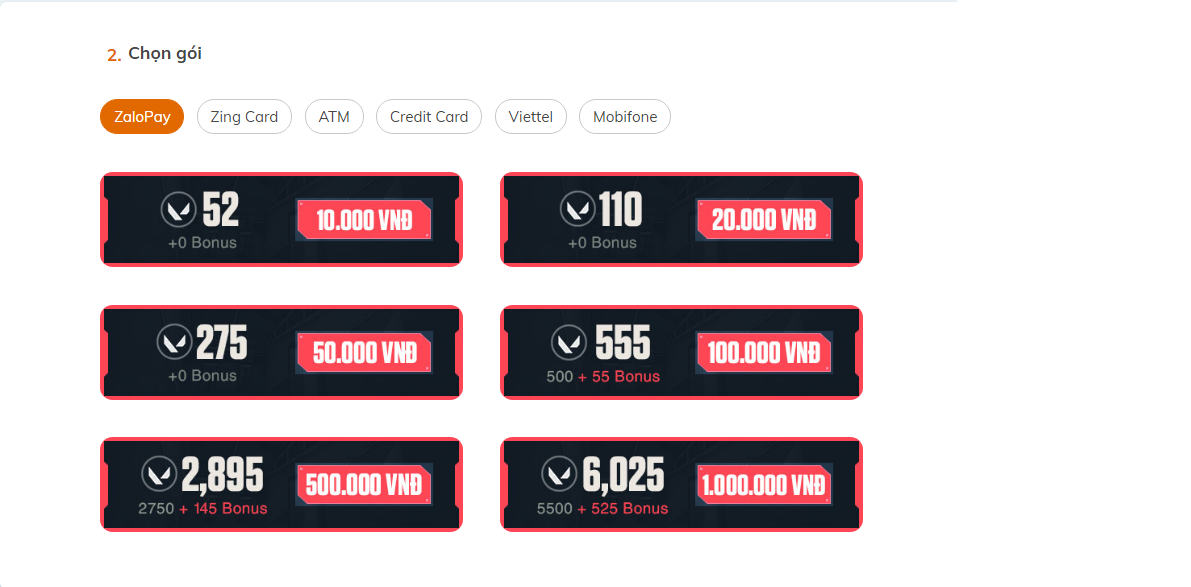 2. Chọn gói
ZaloPay Zing Card ATM Credit Card Viettel Mobifone
52
+0 Bonus
10.000 VNĐ
110
+0 Bonus
20.000 VNĐ
275
+0 Bonus
50.000 VNĐ
555
500 + 55 Bonus
100.000 VNĐ
2,895
2750 + 145 Bonus
500.000 VNĐ
6,025
5500 + 525 Bonus
1.000.000 VNĐ